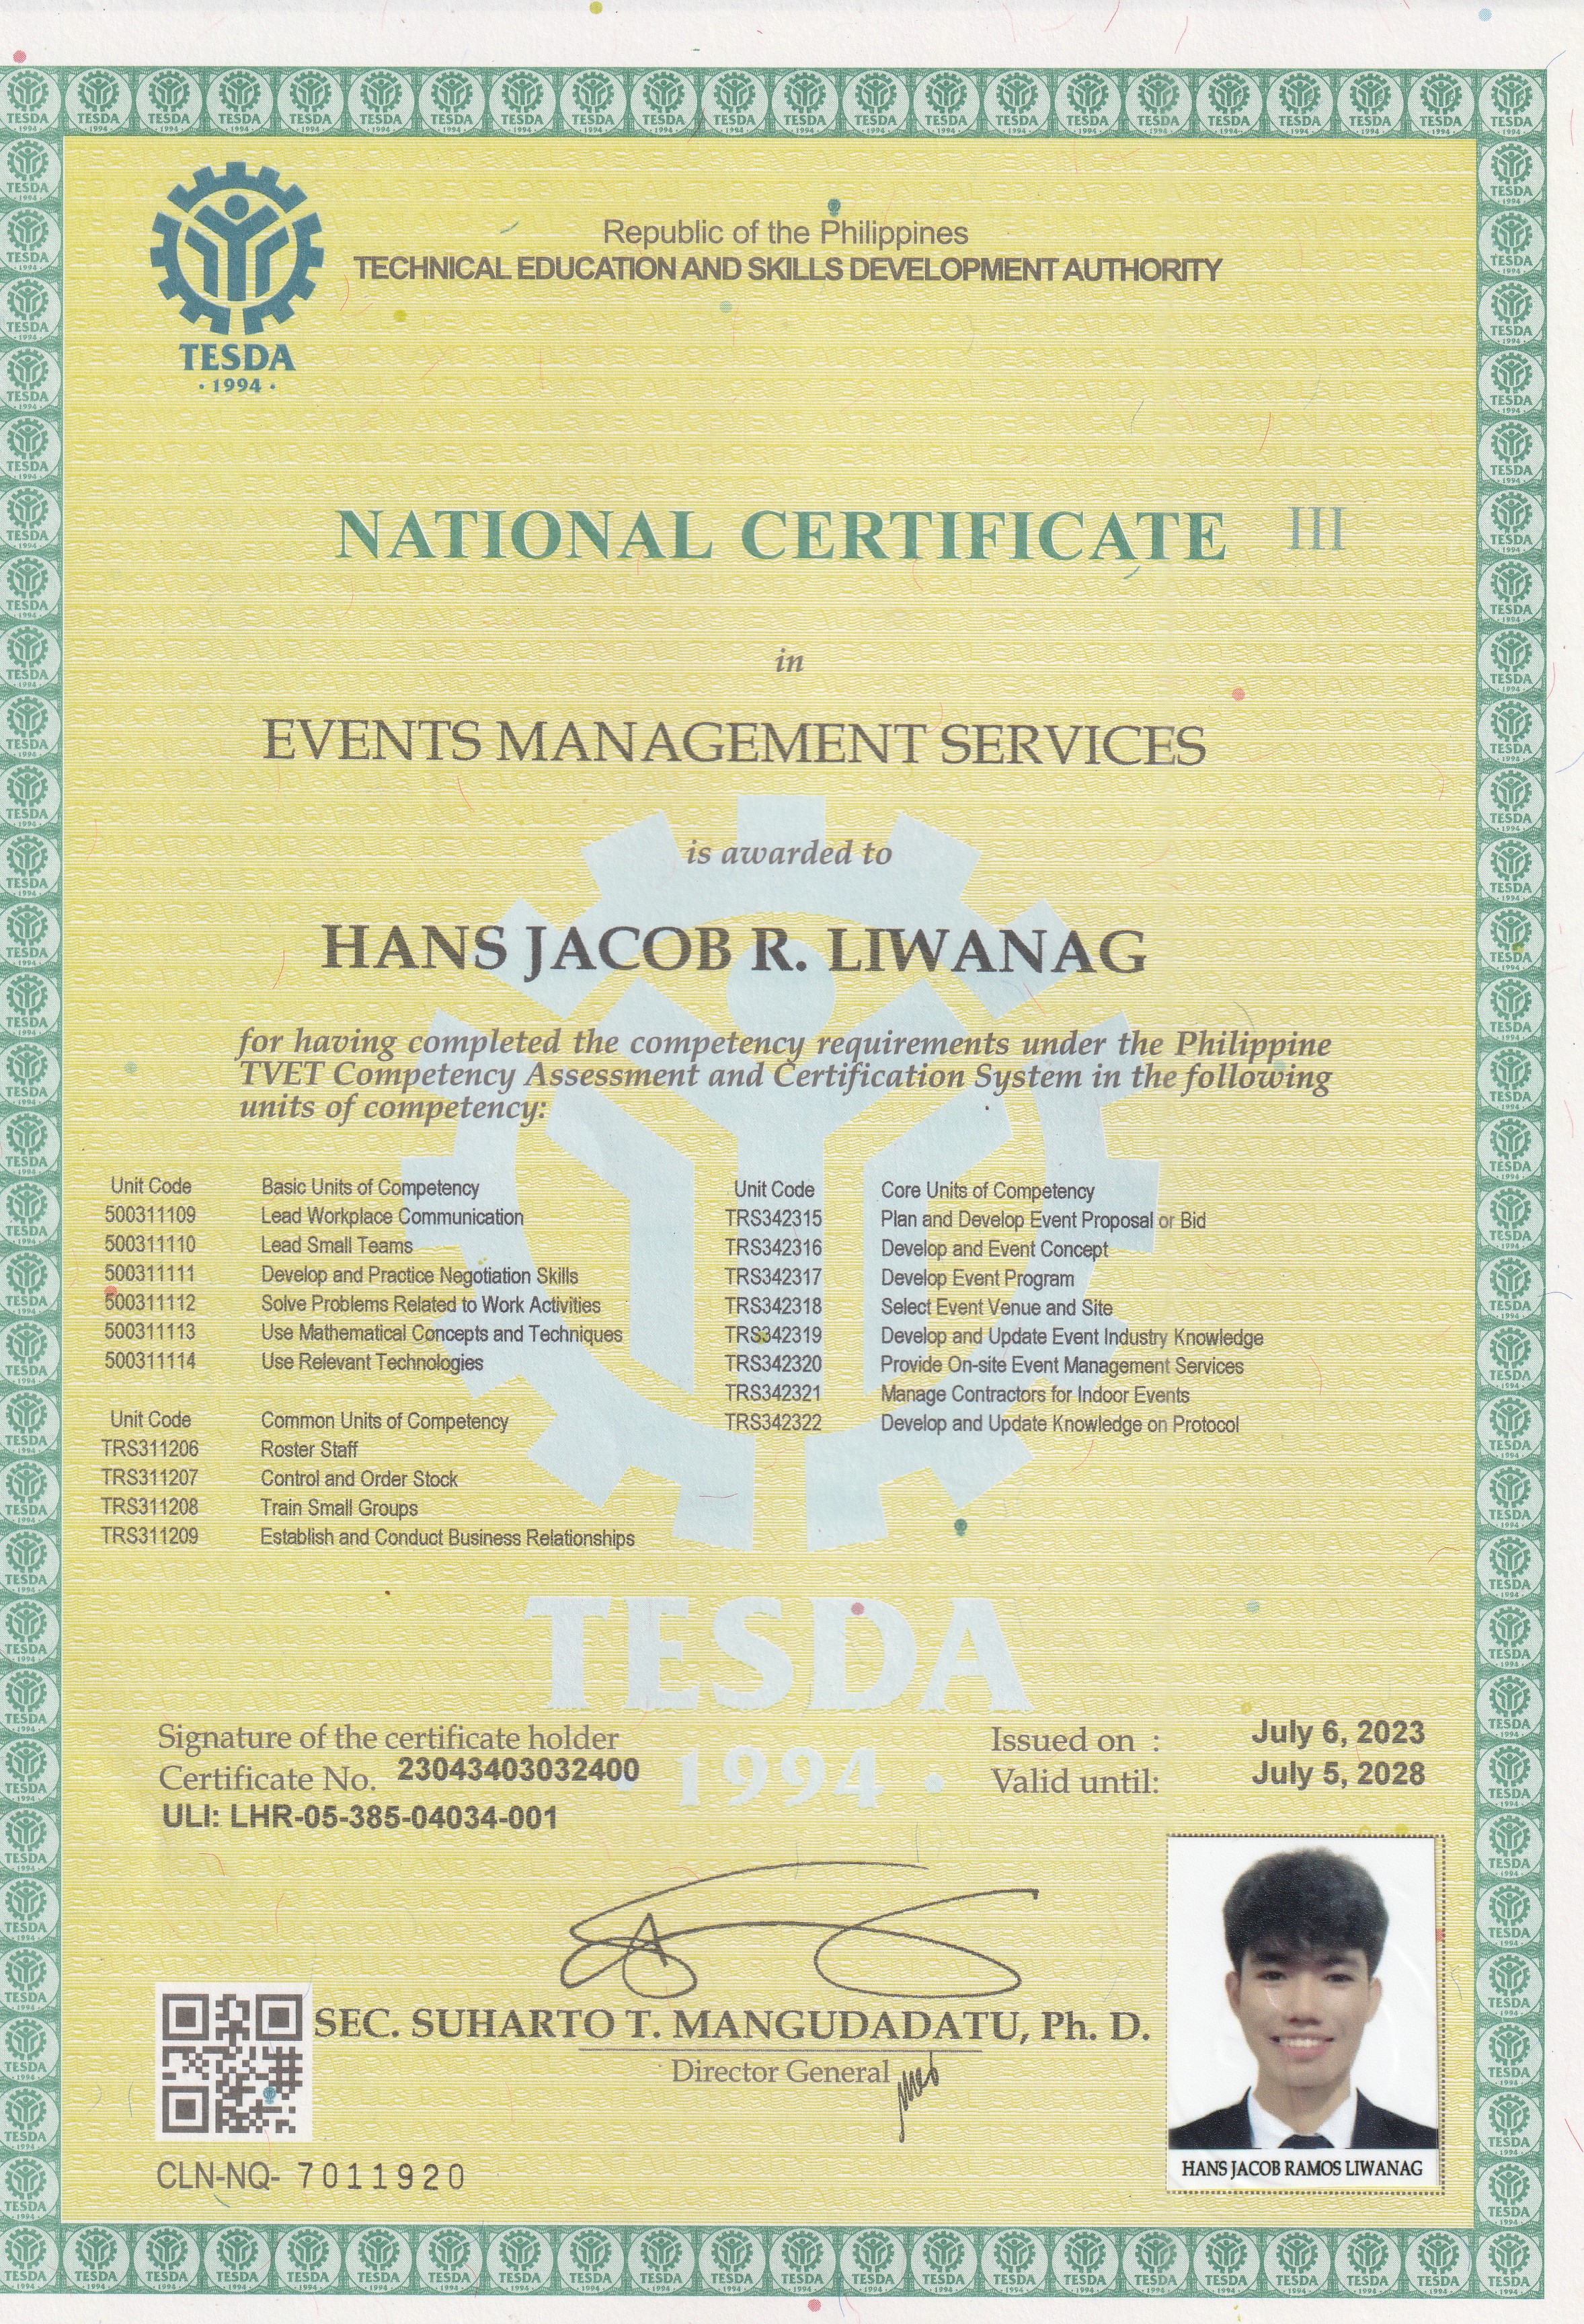 TESDA
· 1994 ·
Republic of the Philippines
TECHNICAL EDUCATION AND SKILLS DEVELOPMENT AUTHORITY
NATIONAL CERTIFICATE III
in
EVENTS MANAGEMENT SERVICES
is awarded to
HANS JACOB R. LIWANAG
for having completed the competency requirements under the Philippine
TVET Competency Assessment and Certification System in the following
units of competency:
Unit Code Basic Units of Competency
500311109 Lead Workplace Communication
500311110 Lead Small Teams
500311111 Develop and Practice Negotiation Skills
500311112 Solve Problems Related to Work Activities
500311113 Use Mathematical Concepts and Techniques
500311114 Use Relevant Technologies
Unit Code Common Units of Competency
TRS311206 Roster Staff
TRS311207 Control and Order Stock
TRS311208 Train Small Groups
TRS311209 Establish and Conduct Business Relationships
Unit Code Core Units of Competency
TRS342315 Plan and Develop Event Proposal or Bid
TRS342316 Develop and Event Concept
TRS342317 Develop Event Program
TRS342318 Select Event Venue and Site
TRS342319 Develop and Update Event Industry Knowledge
TRS342320 Provide On-site Event Management Services
TRS342321 Manage Contractors for Indoor Events
TRS342322 Develop and Update Knowledge on Protocol
TESDA
1994 ·
Signature of the certificate holder
Certificate No. 23043403032400
ULI: LHR-05-385-04034-001
Issued on : July 6, 2023
Valid until: July 5, 2028
SEC. SUHARTO T. MANGUDADATU, Ph. D.
Director General
CLN-NQ- 7011920
HANS JACOB RAMOS LIWANAG